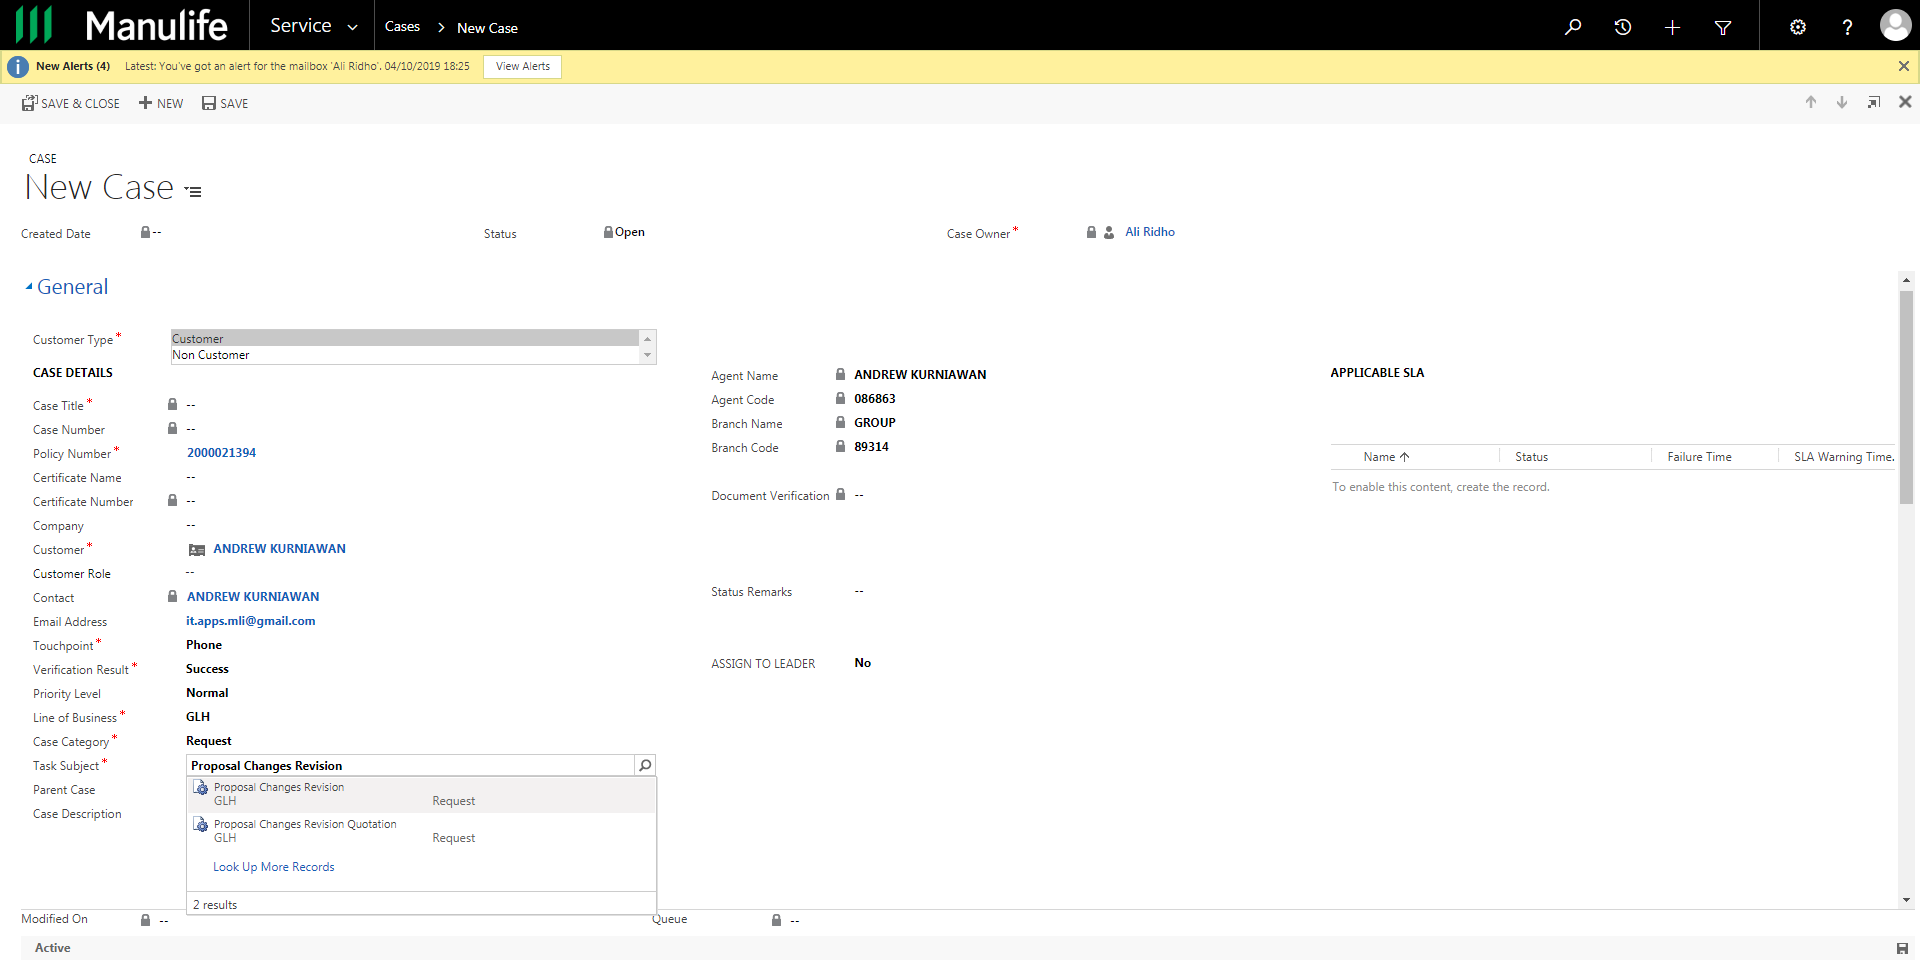 Manulife
Service
Cases
New Case
New Alerts (4) Latest: You've got an alert for the mailbox 'Ali Ridho'. 04/10/2019 18:25
View Alerts
SAVE & CLOSE
NEW
SAVE
CASE
New Case
Created Date --
Status Open
Case Owner* Ali Ridho
General
Customer Type*
Customer
Non Customer
CASE DETAILS
Case Title* --
Case Number --
Policy Number* 2000021394
Certificate Name --
Certificate Number --
Company --
Customer* ANDREW KURNIAWAN
Customer Role --
Contact ANDREW KURNIAWAN
Email Address it.apps.mli@gmail.com
Touchpoint* Phone
Verification Result* Success
Priority Level Normal
Line of Business* GLH
Case Category* Request
Task Subject* Proposal Changes Revision
Parent Case
Case Description
Proposal Changes Revision
GLH Request
Proposal Changes Revision Quotation
GLH Request
Look Up More Records
2 results
Agent Name ANDREW KURNIAWAN
Agent Code 086863
Branch Name GROUP
Branch Code 89314
Document Verification --
Status Remarks --
ASSIGN TO LEADER No
APPLICABLE SLA
Name Status Failure Time SLA Warning Time.
To enable this content, create the record.
Modified On --
Queue --
Active